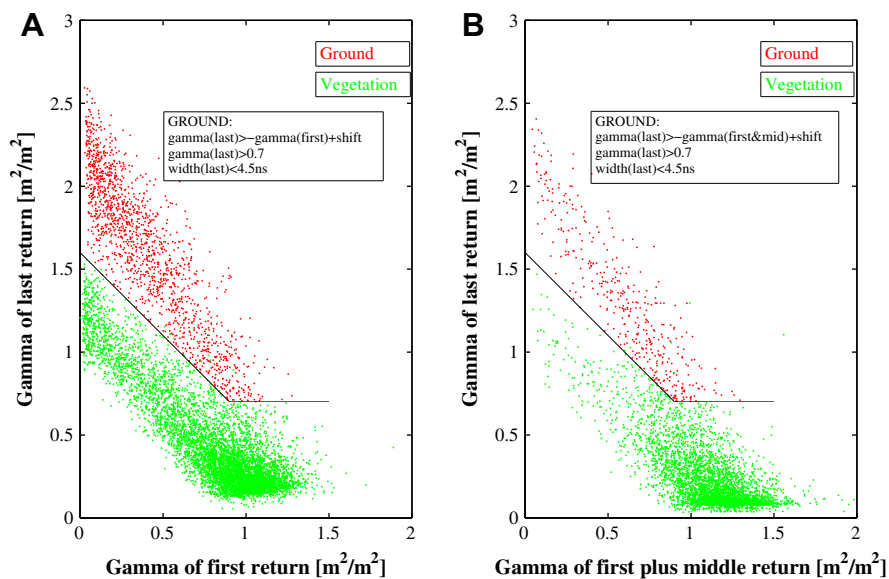 A
3
2.5
2
1.5
1
0.5
0
0
0.5
1
1.5
2
Ground
Vegetation
GROUND:
gamma(last)>−gamma(first)+shift
gamma(last)>0.7
width(last)<4.5ns
Gamma of last return [m²/m²]
Gamma of first return [m²/m²]
B
3
2.5
2
1.5
1
0.5
0
0
0.5
1
1.5
2
Ground
Vegetation
GROUND:
gamma(last)>−gamma(first&mid)+shift
gamma(last)>0.7
width(last)<4.5ns
Gamma of last return [m²/m²]
Gamma of first plus middle return [m²/m²]